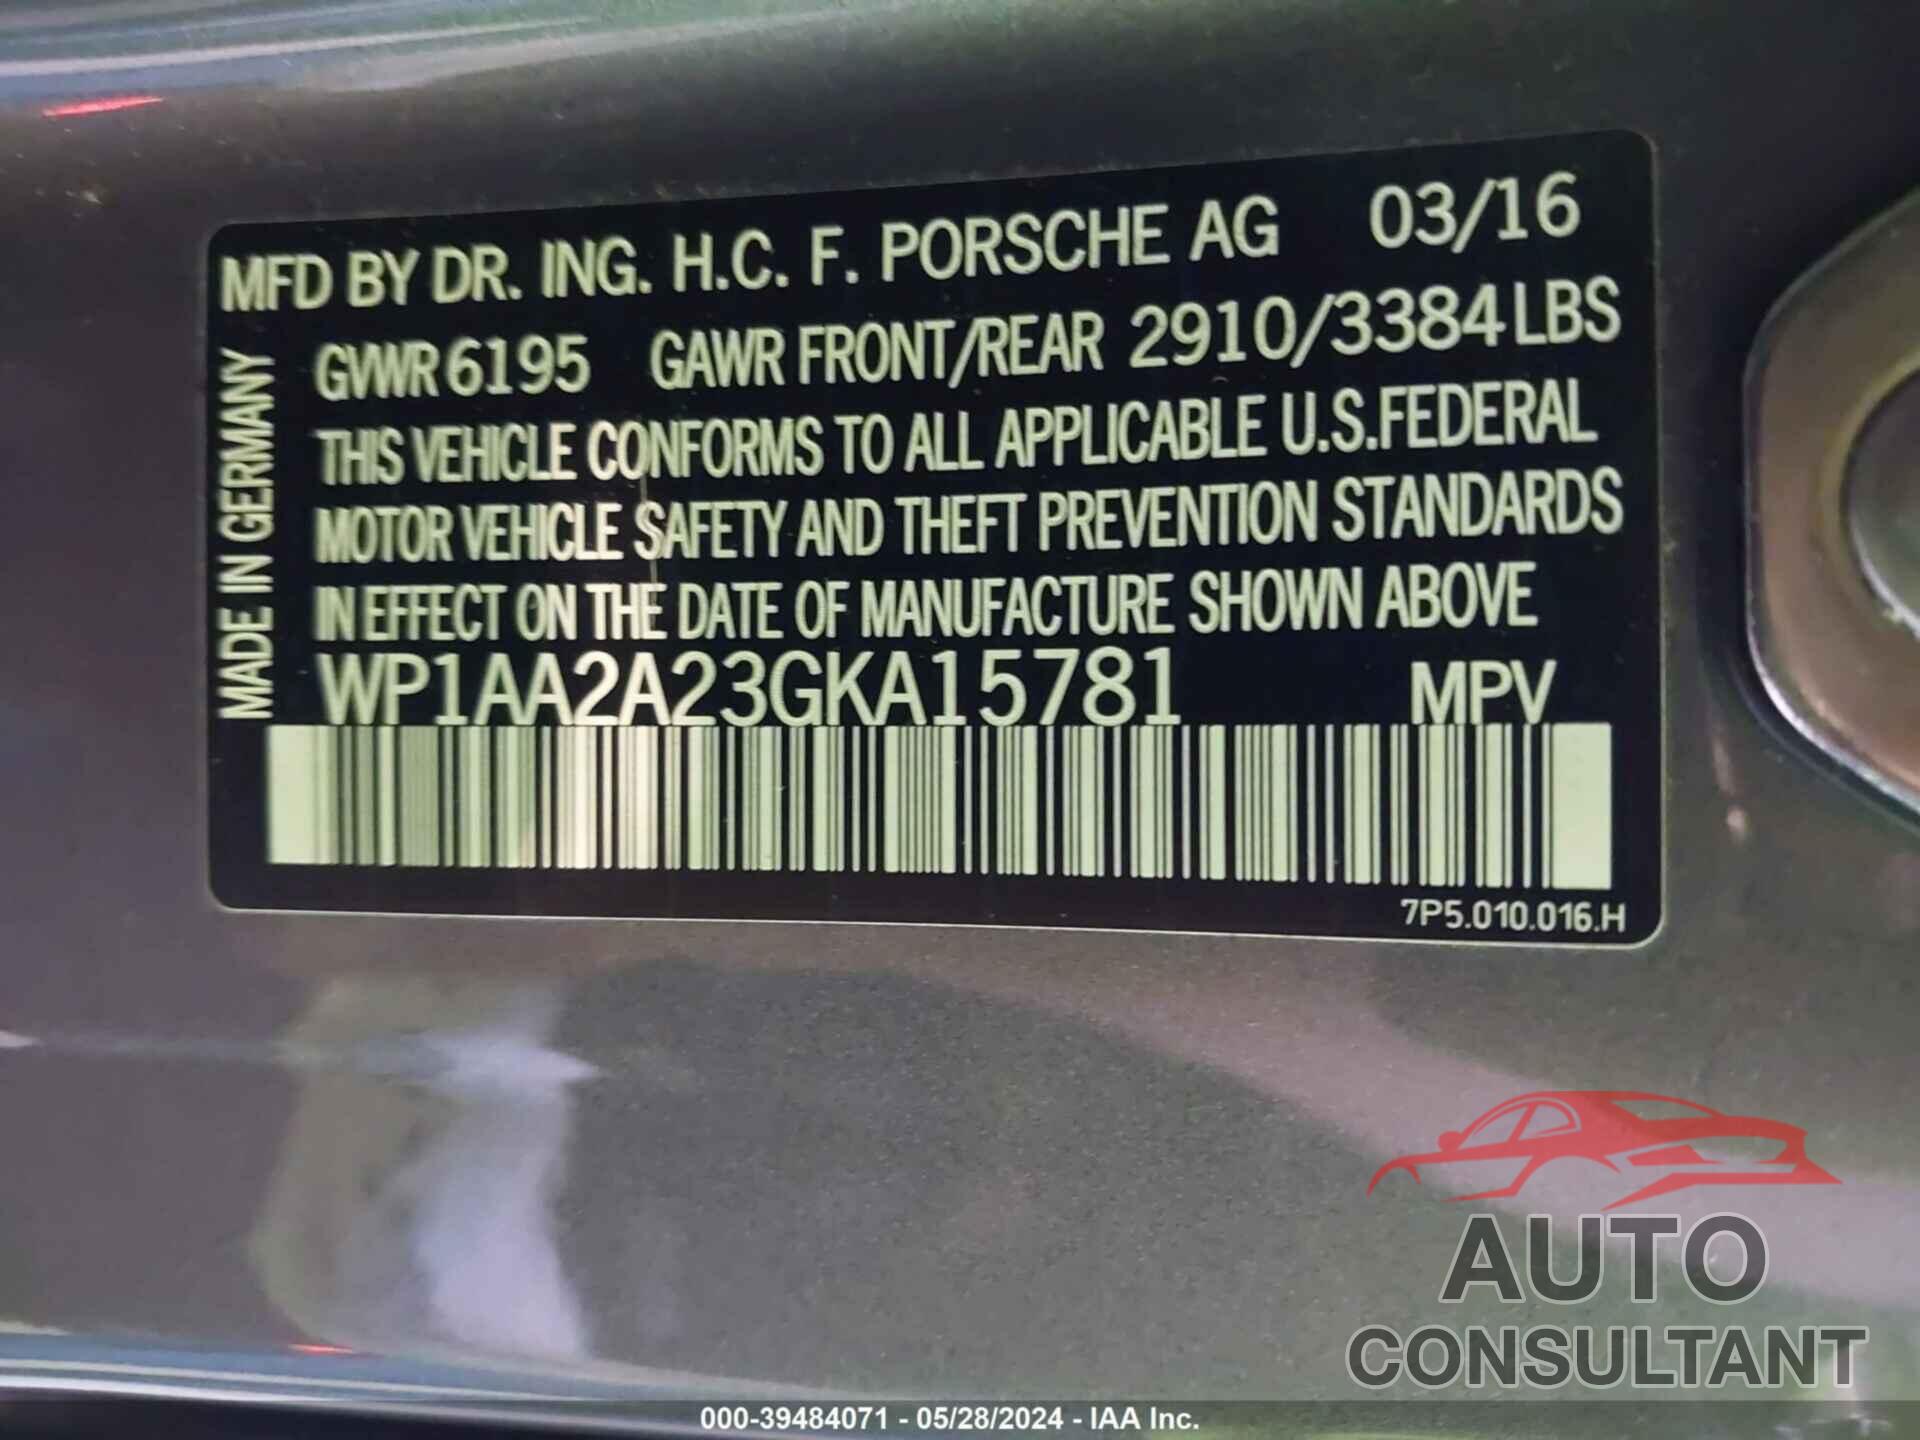 MFD BY DR. ING. H.C. F. PORSCHE AG 03/16
GVWR 6195 GAWR FRONT/REAR 2910/3384 LBS
THIS VEHICLE CONFORMS TO ALL APPLICABLE U.S.FEDERAL
MOTOR VEHICLE SAFETY AND THEFT PREVENTION STANDARDS
IN EFFECT ON THE DATE OF MANUFACTURE SHOWN ABOVE
WP1AA2A23GKA15781 MPV
MADE IN GERMANY
7P5.010.016.H
AUTO
CONSULTANT
000-39484071 - 05/28/2024 - IAA Inc.